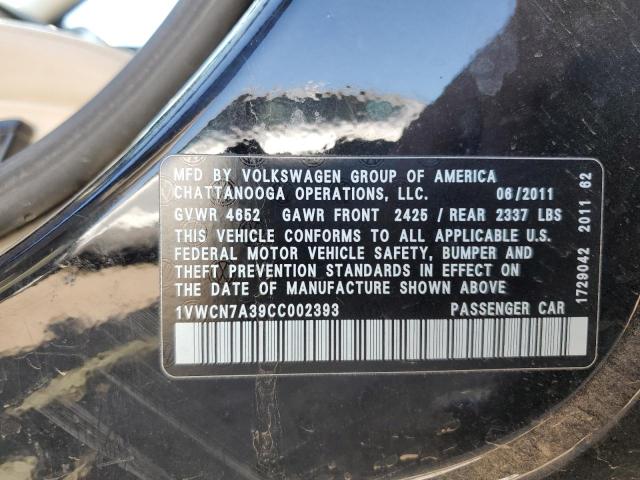 MFD BY VOLKSWAGEN GROUP OF AMERICA
CHATTANOOGA OPERATIONS, LLC. 06/2011
GVWR 4652 GAWR FRONT 2425 / REAR 2337 LBS
THIS VEHICLE CONFORMS TO ALL APPLICABLE U.S.
FEDERAL MOTOR VEHICLE SAFETY, BUMPER AND
THEFT PREVENTION STANDARDS IN EFFECT ON
THE DATE OF MANUFACTURE SHOWN ABOVE
1VWCN7A39CC002393 PASSENGER CAR
1729042 2011 62